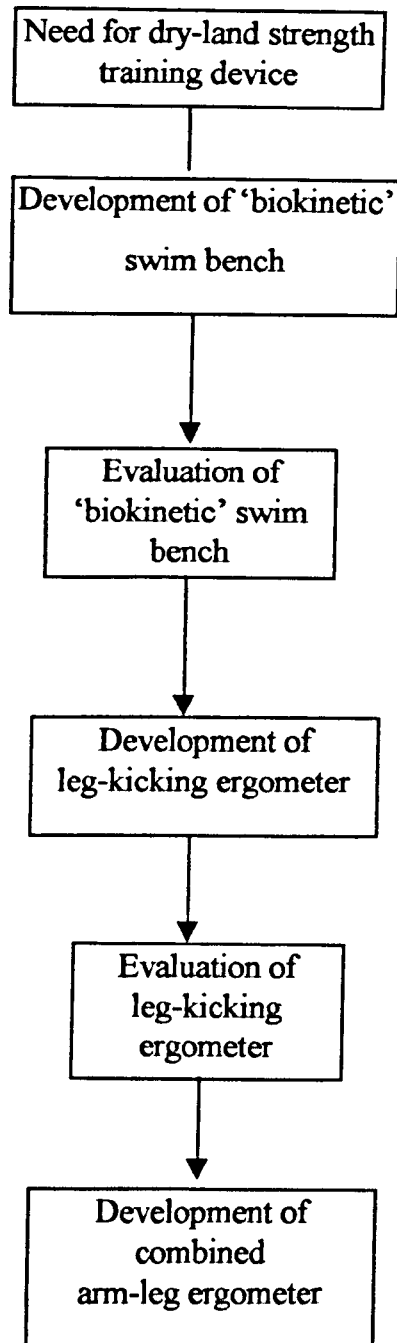 Need for dry-land strength
training device
Development of ‘biokinetic’
swim bench
Evaluation of
‘biokinetic’ swim
bench
Development of
leg-kicking ergometer
Evaluation of
leg-kicking
ergometer
Development of
combined
arm-leg ergometer